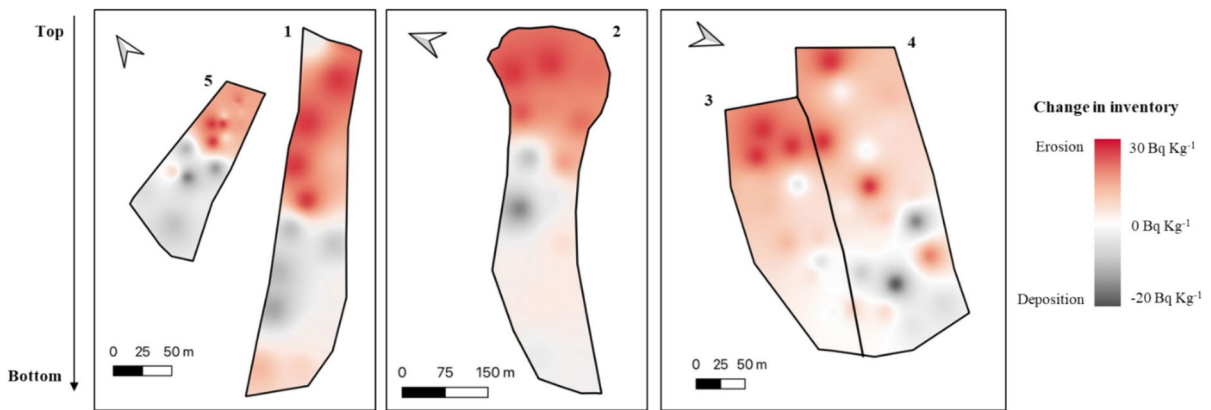 Top
Bottom
5
1
0 25 50 m
2
0 75 150 m
3
4
0 25 50 m
Change in inventory
Erosion
30 Bq Kg⁻¹
0 Bq Kg⁻¹
Deposition
-20 Bq Kg⁻¹